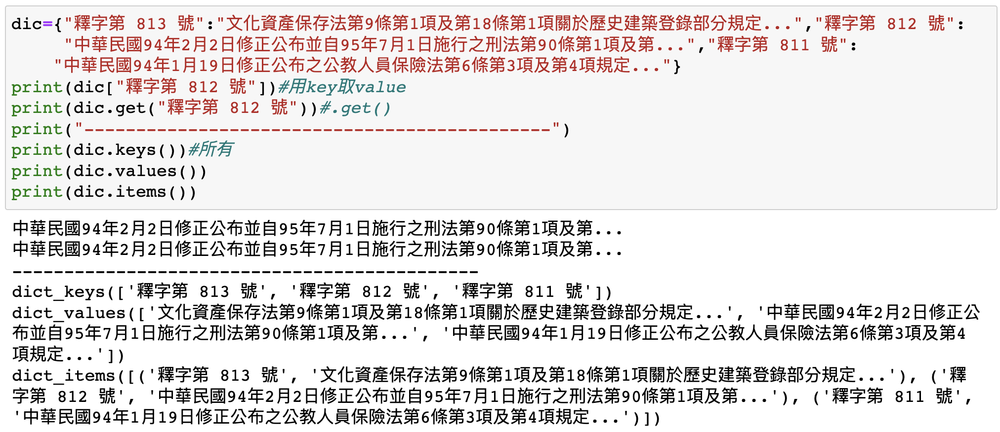 dic={"釋字第 813 號":"文化資產保存法第9條第1項及第18條第1項關於歷史建築登錄部分規定...","釋字第 812 號":
"中華民國94年2月2日修正公布並自95年7月1日施行之刑法第90條第1項及第...","釋字第 811 號":
"中華民國94年1月19日修正公布之公教人員保險法第6條第3項及第4項規定..."}
print(dic["釋字第 812 號"])#用key取value
print(dic.get("釋字第 812 號"))#.get()
print("---------------------------------------------")
print(dic.keys())#所有
print(dic.values())
print(dic.items())
中華民國94年2月2日修正公布並自95年7月1日施行之刑法第90條第1項及第...
中華民國94年2月2日修正公布並自95年7月1日施行之刑法第90條第1項及第...
---------------------------------------------
dict_keys(['釋字第 813 號', '釋字第 812 號', '釋字第 811 號'])
dict_values(['文化資產保存法第9條第1項及第18條第1項關於歷史建築登錄部分規定...', '中華民國94年2月2日修正公
布並自95年7月1日施行之刑法第90條第1項及第...', '中華民國94年1月19日修正公布之公教人員保險法第6條第3項及第4
項規定...'])
dict_items([('釋字第 813 號', '文化資產保存法第9條第1項及第18條第1項關於歷史建築登錄部分規定...'), ('釋
字第 812 號', '中華民國94年2月2日修正公布並自95年7月1日施行之刑法第90條第1項及第...'), ('釋字第 811 號',
'中華民國94年1月19日修正公布之公教人員保險法第6條第3項及第4項規定...')])